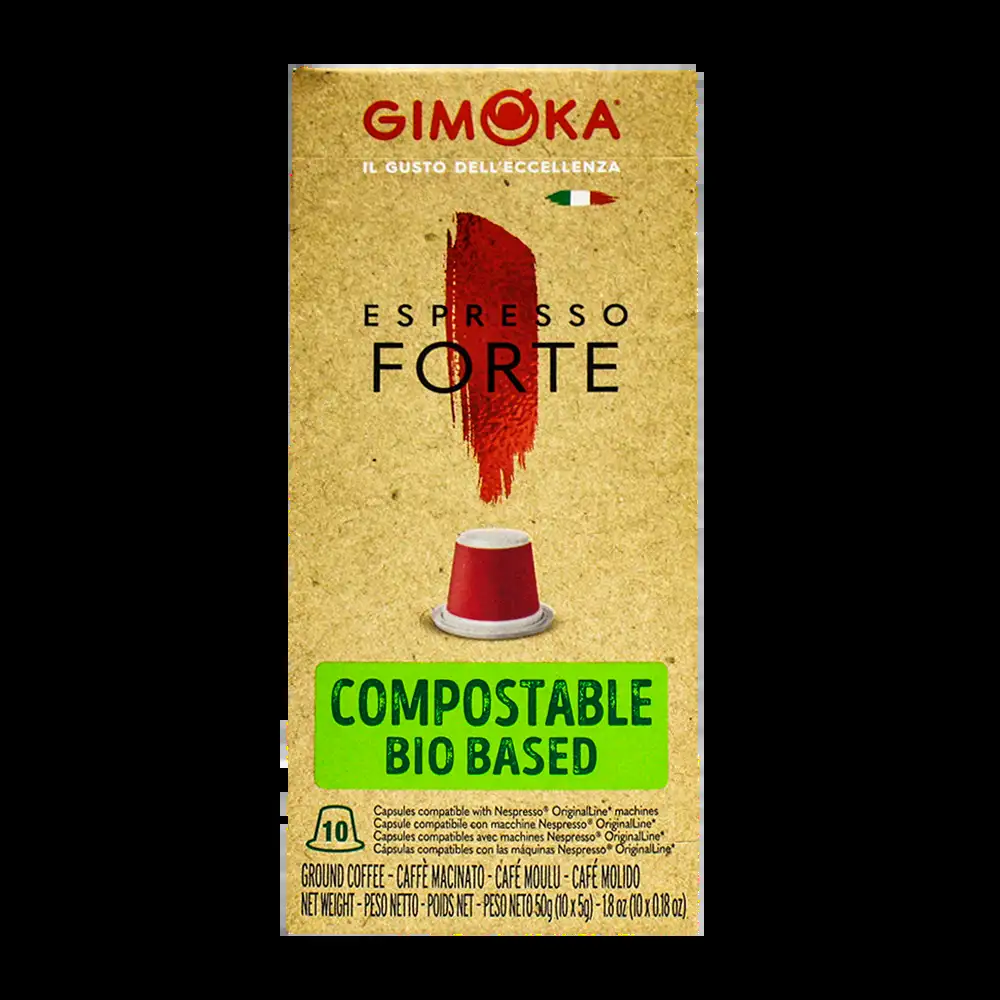 GIMOKA®
IL GUSTO DELL'ECCELLENZA
ESPRESSO
FORTE
COMPOSTABLE
BIO BASED
10
Capsules compatible with Nespresso® OriginalLine* machines
Capsule compatibile con macchine Nespresso® OriginalLine*
Capsules compatibles avec machines Nespresso® OriginalLine*
Cápsulas compatibles con las máquinas Nespresso® OriginalLine*
GROUND COFFEE - CAFFÈ MACINATO - CAFÉ MOULU - CAFÉ MOLIDO
NET WEIGHT - PESO NETTO - POIDS NET - PESO NETO 50g (10 x 5g) - 1.8 oz (10 x 0.18 oz)